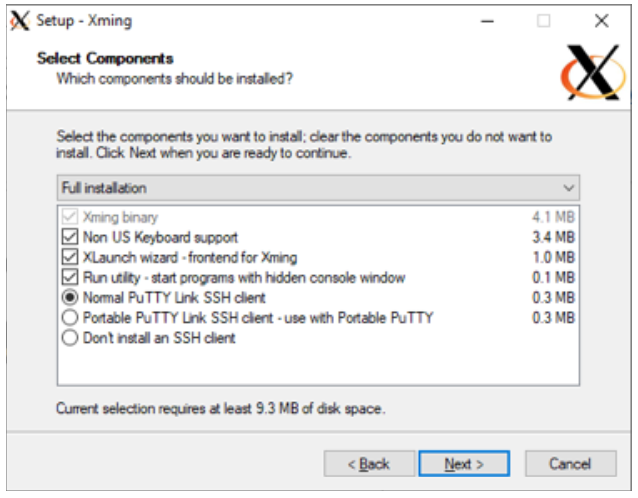 Setup - Xming
Select Components
Which components should be installed?
Select the components you want to install; clear the components you do not want to
install. Click Next when you are ready to continue.
Full installation
Xming binary 4.1 MB
Non US Keyboard support 3.4 MB
XLaunch wizard - frontend for Xming 1.0 MB
Run utility - start programs with hidden console window 0.1 MB
Normal PuTTY Link SSH client 0.3 MB
Portable PuTTY Link SSH client - use with Portable PuTTY 0.3 MB
Don't install an SSH client
Current selection requires at least 9.3 MB of disk space.
< Back Next > Cancel